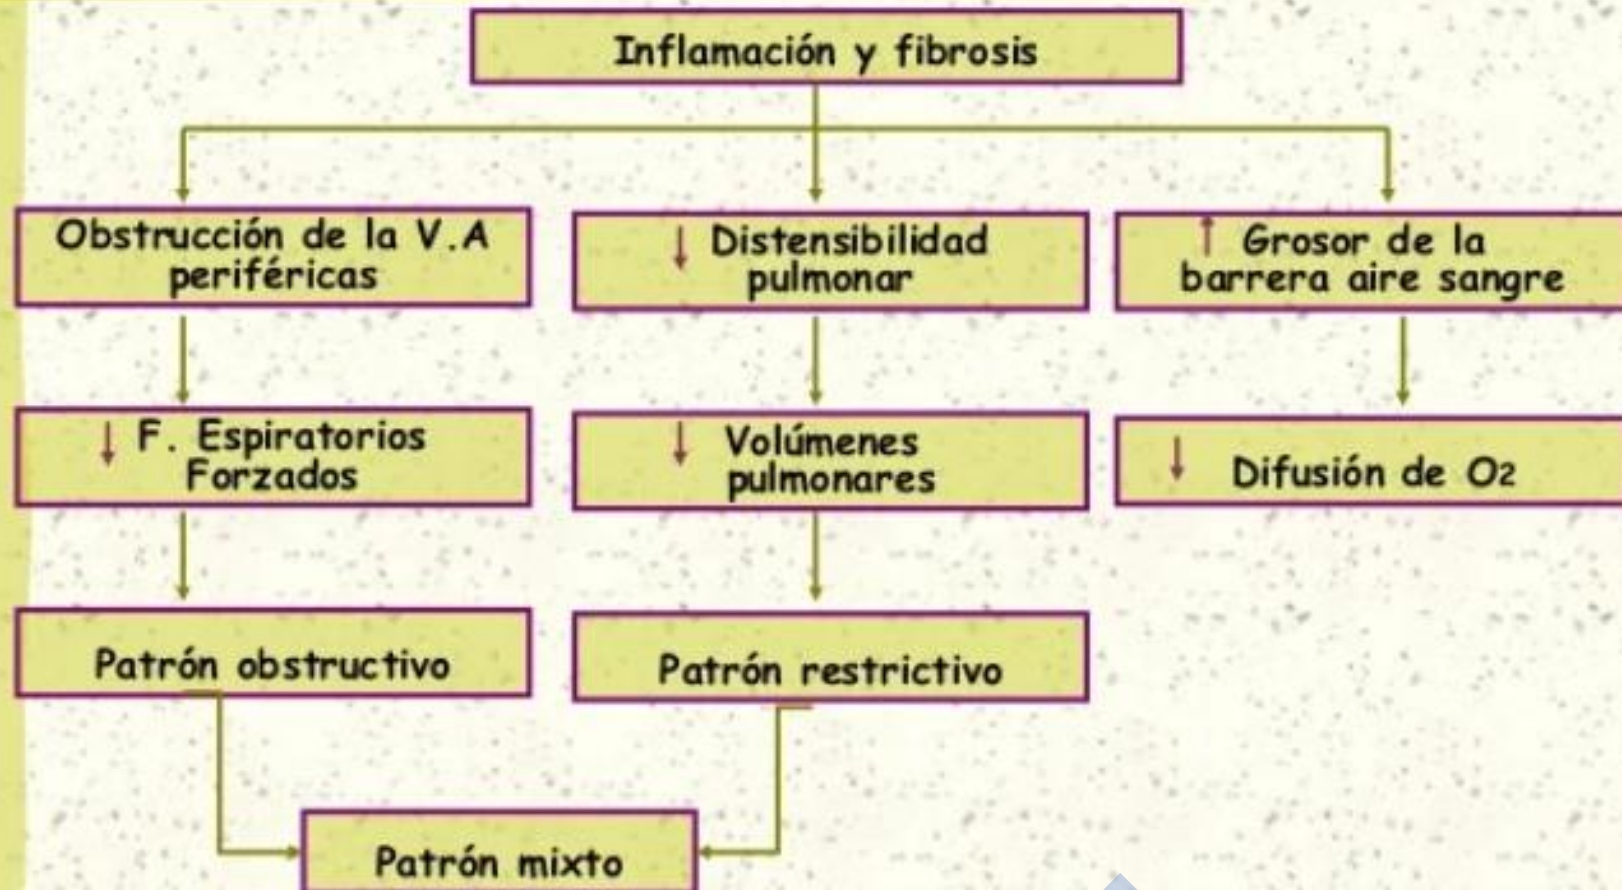 Inflamación y fibrosis
Obstrucción de la V.A
periféricas
↓ Distensibilidad
pulmonar
↑ Grosor de la
barrera aire sangre
↓ F. Espiratorios
Forzados
↓ Volúmenes
pulmonares
↓ Difusión de O2
Patrón obstructivo
Patrón restrictivo
Patrón mixto